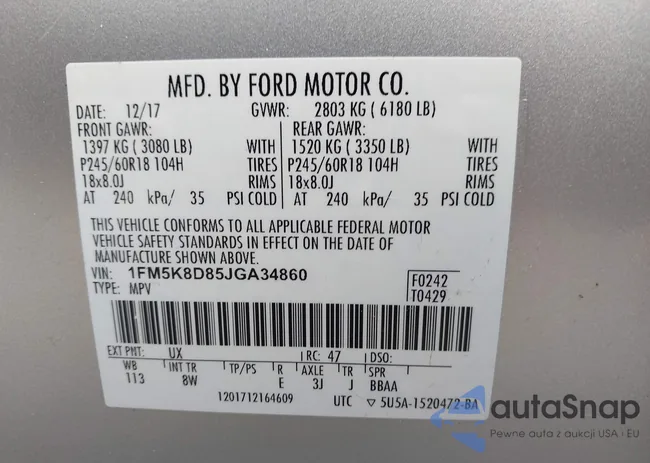 MFD. BY FORD MOTOR CO.
DATE: 12/17 GVWR: 2803 KG ( 6180 LB)
FRONT GAWR: REAR GAWR:
1397 KG ( 3080 LB) WITH 1520 KG ( 3350 LB) WITH
P245/60R18 104H TIRES P245/60R18 104H TIRES
18x8.0J RIMS 18x8.0J RIMS
AT 240 kPa/ 35 PSI COLD AT 240 kPa/ 35 PSI COLD
THIS VEHICLE CONFORMS TO ALL APPLICABLE FEDERAL MOTOR
VEHICLE SAFETY STANDARDS IN EFFECT ON THE DATE OF
MANUFACTURE SHOWN ABOVE.
VIN: 1FM5K8D85JGA34860 F0242
TYPE: MPV T0429
EXT PNT: UX RC: 47 DSO:
WB INT TR TP/PS R AXLE TR SPR
113 8W E 3J J BBAA
1201712164609 UTC ▽ 5U5A-1520472-BA
autaSnap
Pewne auta z aukcji USA i EU